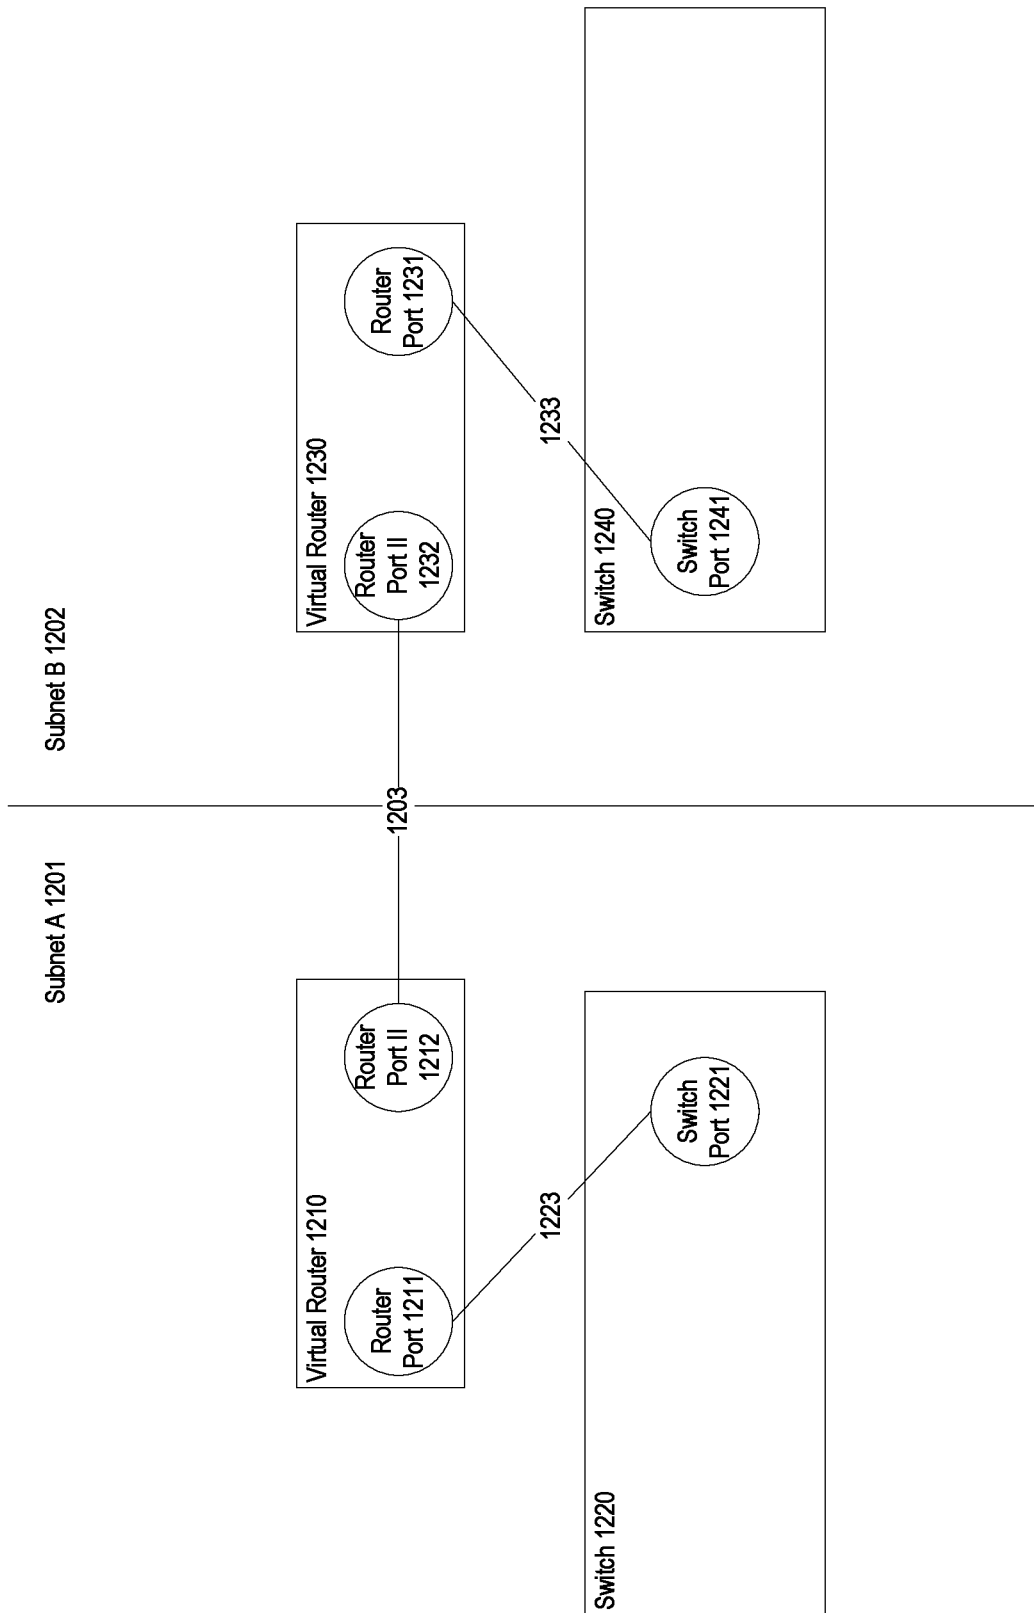 Subnet A 1201
Subnet B 1202
Virtual Router 1210
Router
Port 1211
Router
Port II
1212
1203
Virtual Router 1230
Router
Port II
1232
Router
Port 1231
1223
1233
Switch 1220
Switch
Port 1221
Switch 1240
Switch
Port 1241